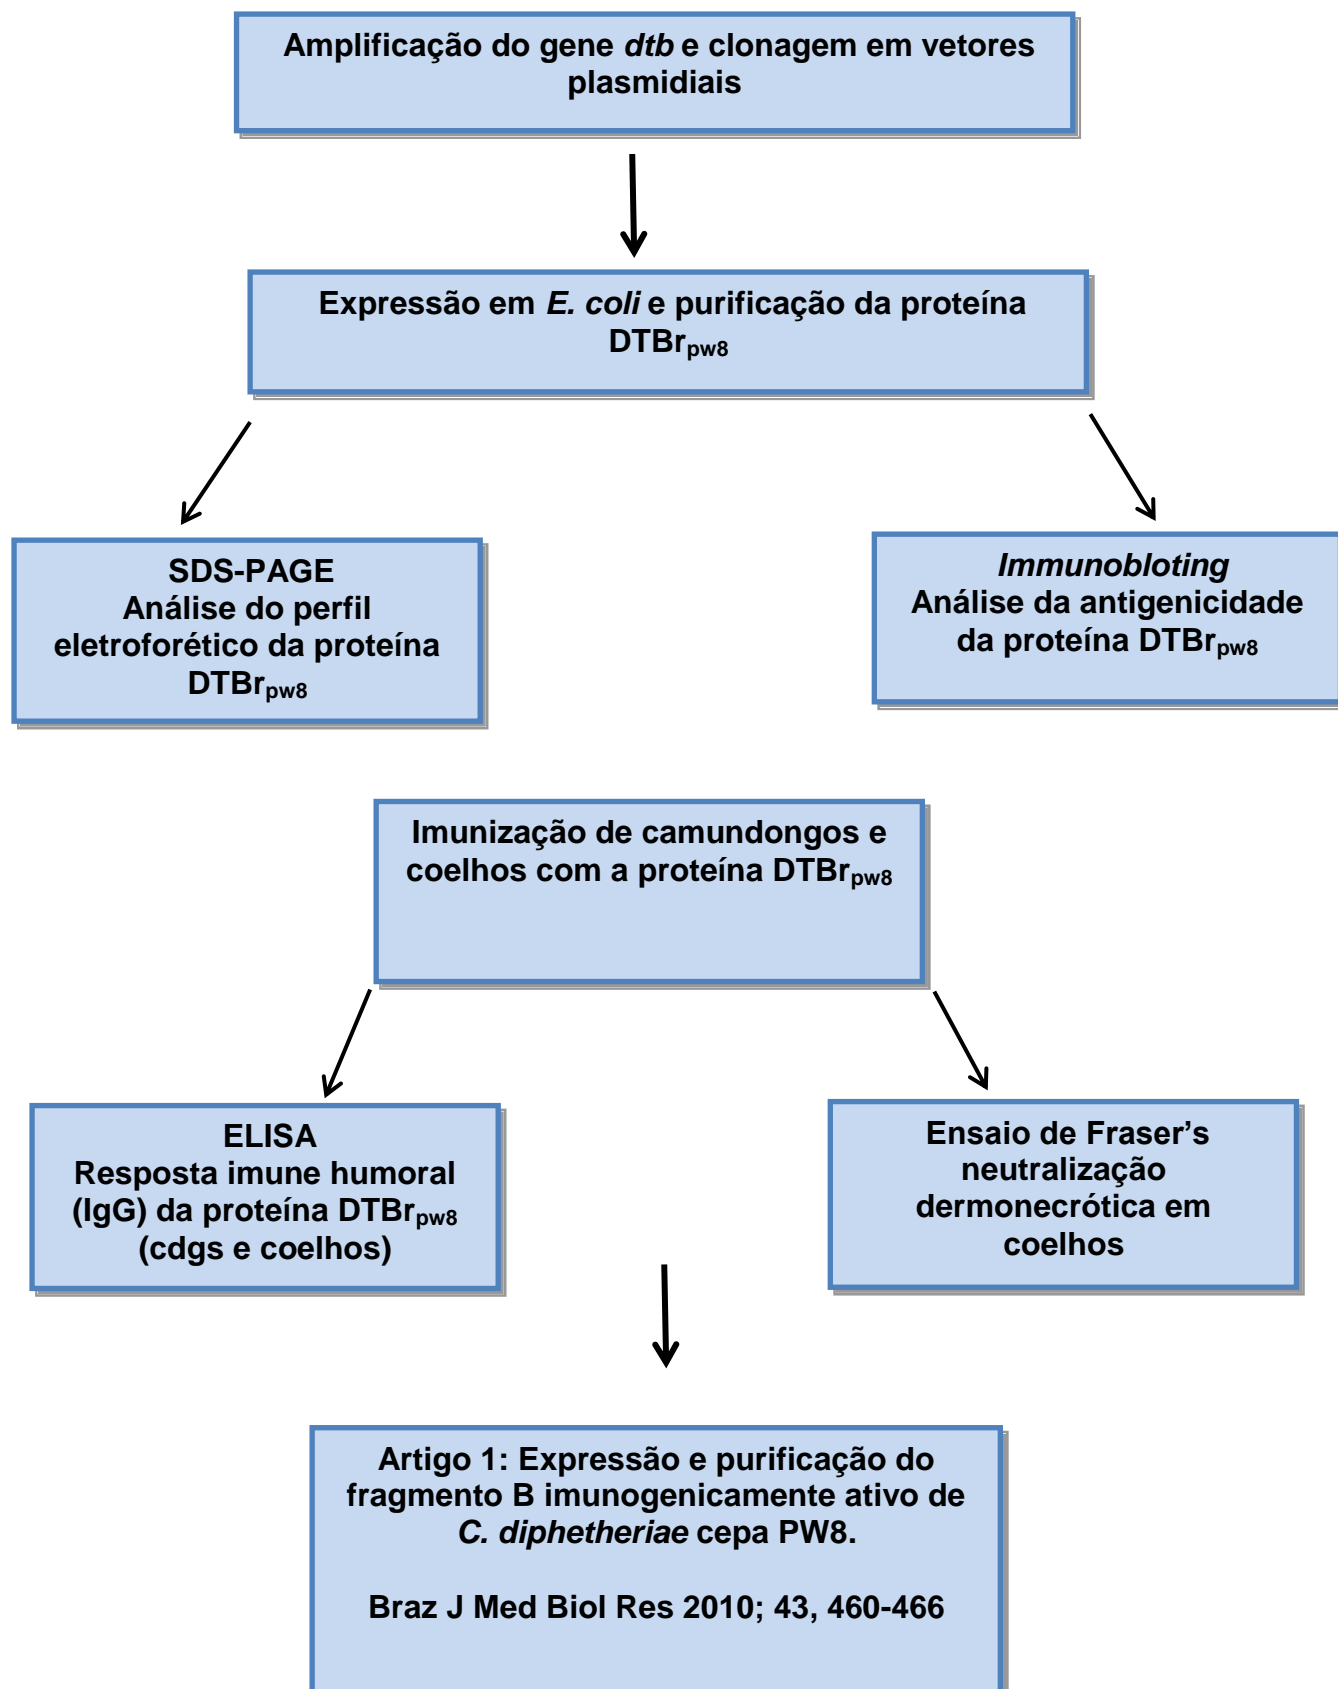 Amplificação do gene dtb e clonagem em vetores
plasmidiais
Expressão em E. coli e purificação da proteína
DTBrpw8
SDS-PAGE
Análise do perfil
eletroforético da proteína
DTBrpw8
Immunobloting
Análise da antigenicidade
da proteína DTBrpw8
Imunização de camundongos e
coelhos com a proteína DTBrpw8
ELISA
Resposta imune humoral
(IgG) da proteína DTBrpw8
(cdgs e coelhos)
Ensaio de Fraser’s
neutralização
dermonecrótica em
coelhos
Artigo 1: Expressão e purificação do
fragmento B imunogenicamente ativo de
C. diphetheriae cepa PW8.
Braz J Med Biol Res 2010; 43, 460-466